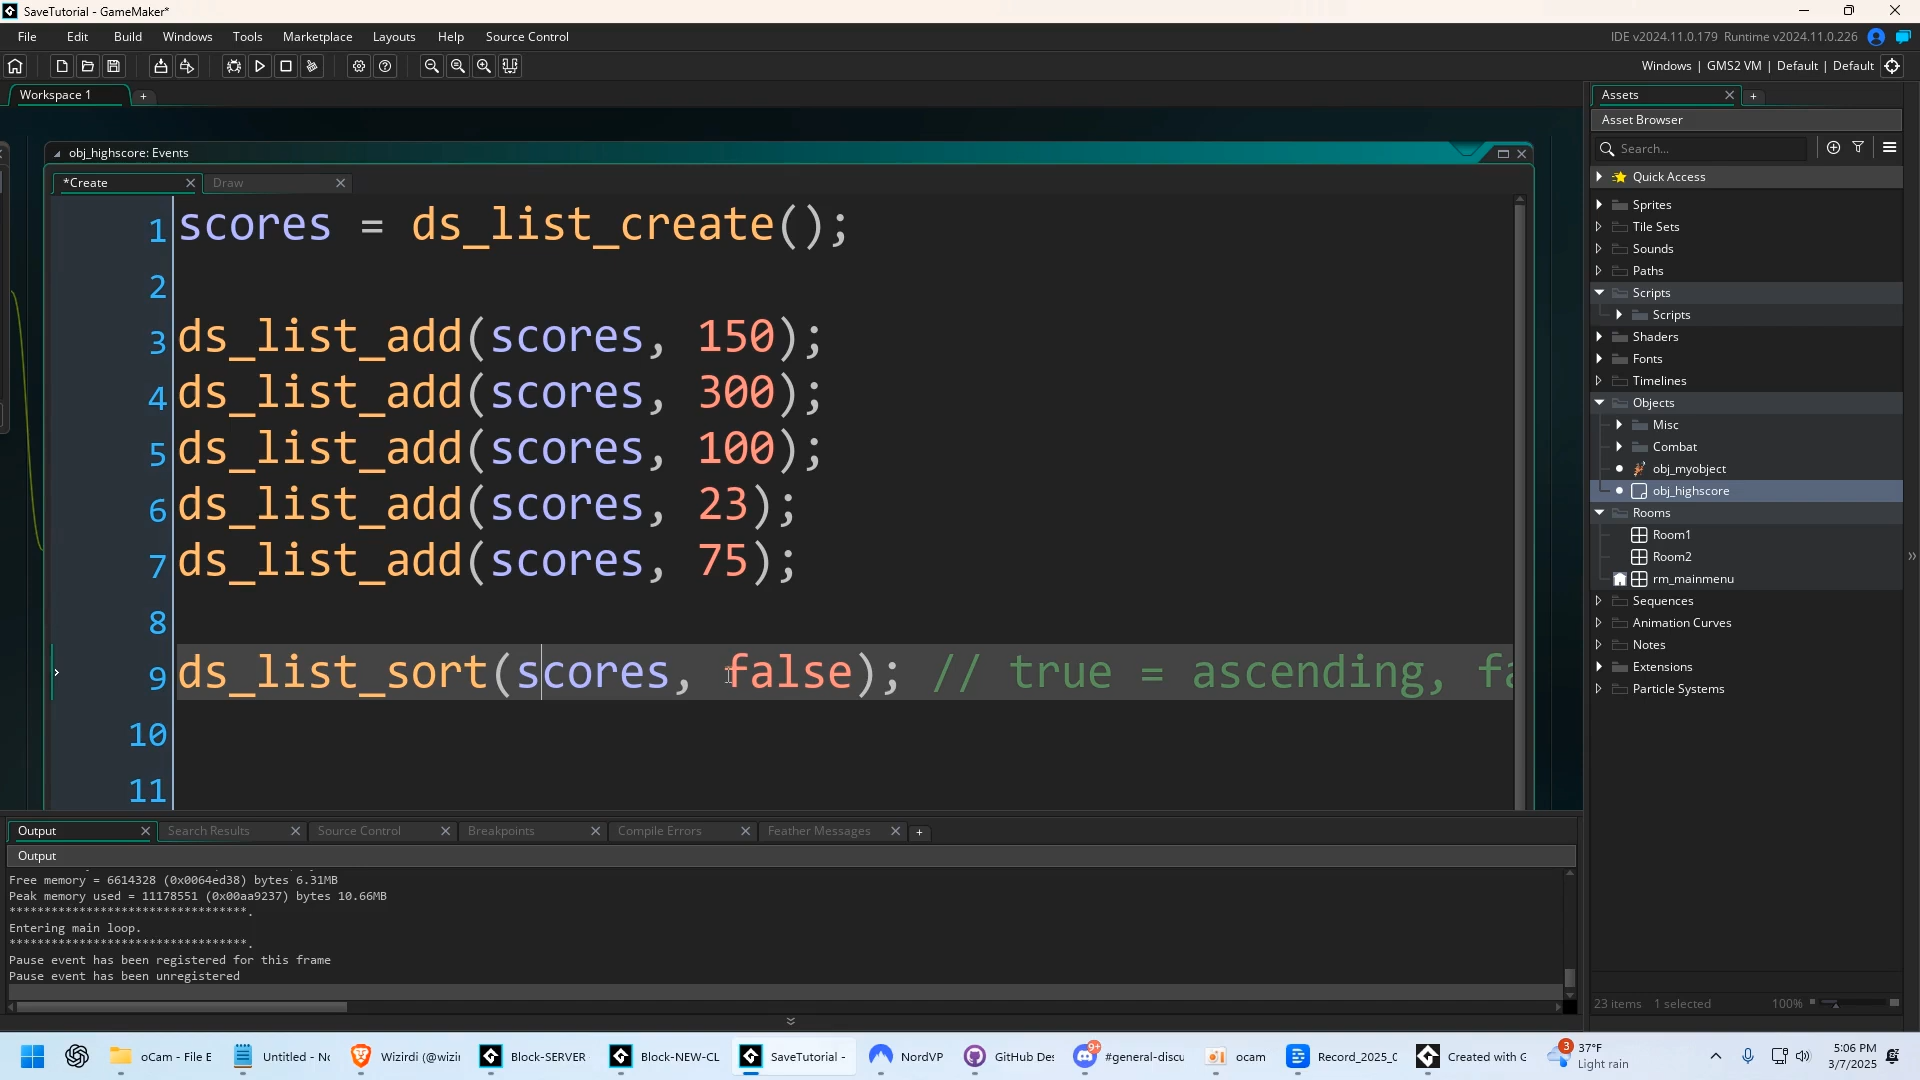 SaveTutorial - GameMaker*
File Edit Build Windows Tools Marketplace Layouts Help Source Control
IDE v2024.11.0.179 Runtime v2024.11.0.226
Windows | GMS2 VM | Default | Default
Workspace 1
obj_highscore: Events
*Create Draw
1 scores = ds_list_create();
2
3 ds_list_add(scores, 150);
4 ds_list_add(scores, 300);
5 ds_list_add(scores, 100);
6 ds_list_add(scores, 23);
7 ds_list_add(scores, 75);
8
9 ds_list_sort(scores, false); // true = ascending, fa
10
11
Assets
Asset Browser
Search...
Quick Access
Sprites
Tile Sets
Sounds
Paths
Scripts
Scripts
Shaders
Fonts
Timelines
Objects
Misc
Combat
obj_myobject
obj_highscore
Rooms
Room1
Room2
rm_mainmenu
Sequences
Animation Curves
Notes
Extensions
Particle Systems
23 items 1 selected 100%
Output Search Results Source Control Breakpoints Compile Errors Feather Messages
Output
Free memory = 6614328 (0x0064ed38) bytes 6.31MB
Peak memory used = 11178551 (0x00aa9237) bytes 10.66MB
**********************************.
Entering main loop.
**********************************.
Pause event has been registered for this frame
Pause event has been unregistered
oCam - File E Untitled - No Wizirdi (@wizir Block-SERVER Block-NEW-CL SaveTutorial - NordVP GitHub Des 9+ #general-discu ocam Record_2025_0 Created with G
3 37°F
Light rain
5:06 PM
3/7/2025